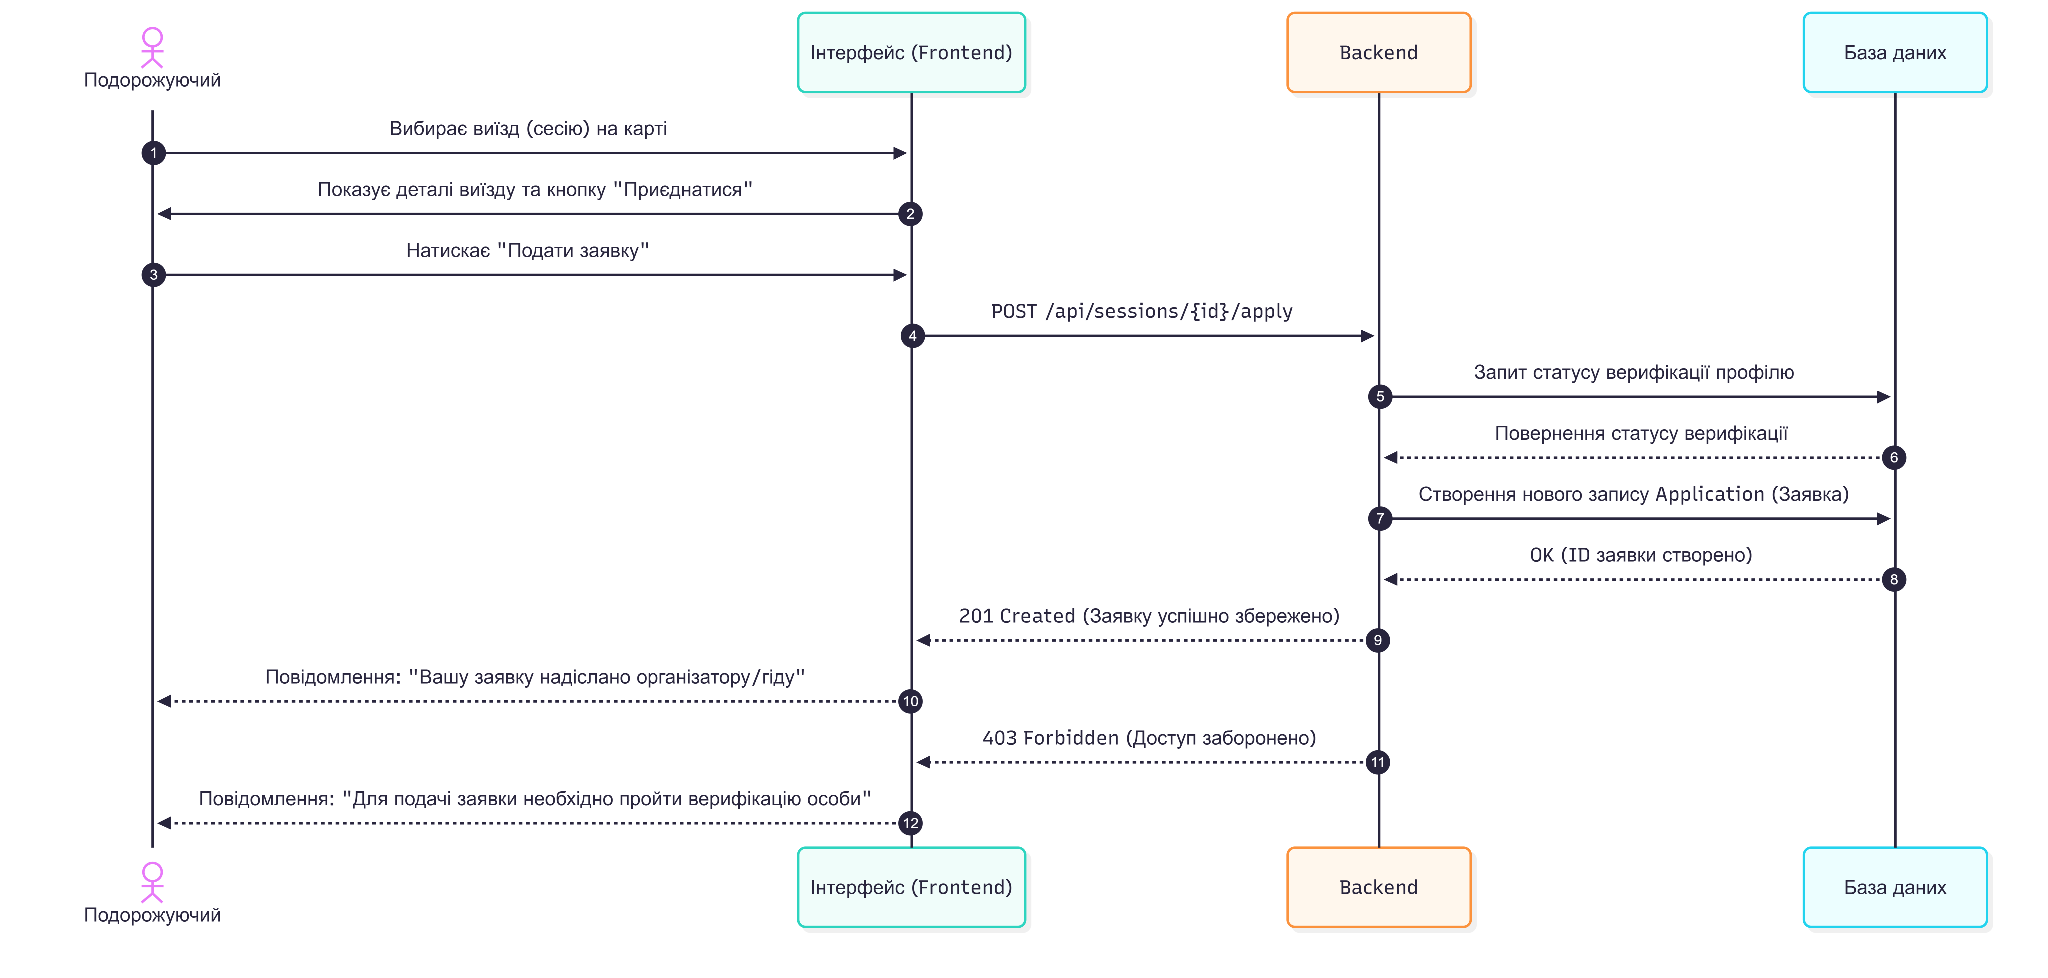 Подорожуючий
Інтерфейс (Frontend)
Backend
База даних
Вибирає виїзд (сесію) на карті
1
Показує деталі виїзду та кнопку "Приєднатися"
2
Натискає "Подати заявку"
3
POST /api/sessions/{id}/apply
4
Запит статусу верифікації профілю
5
Повернення статусу верифікації
6
Створення нового запису Application (Заявка)
7
OK (ID заявки створено)
8
201 Created (Заявку успішно збережено)
9
Повідомлення: "Вашу заявку надіслано організатору/гіду"
10
403 Forbidden (Доступ заборонено)
11
Повідомлення: "Для подачі заявки необхідно пройти верифікацію особи"
12
Подорожуючий
Інтерфейс (Frontend)
Backend
База даних